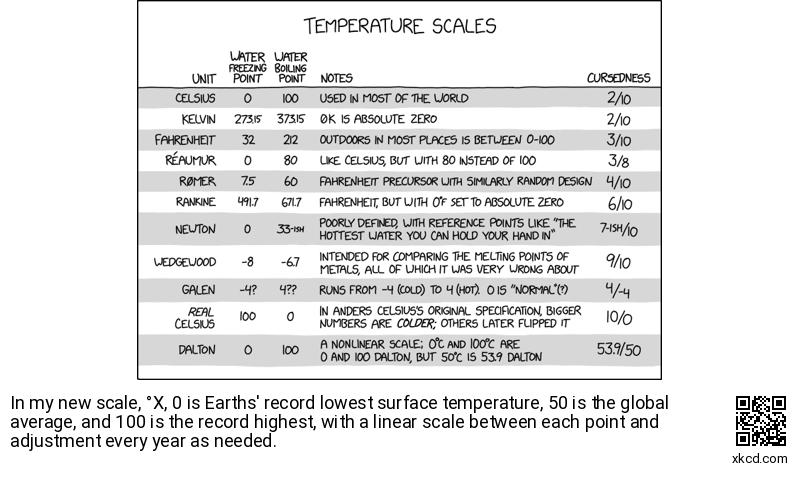 TEMPERATURE SCALES
UNIT WATER FREEZING POINT WATER BOILING POINT NOTES CURSEDNESS
CELSIUS 0 100 USED IN MOST OF THE WORLD 2/10
KELVIN 273.15 373.15 0K IS ABSOLUTE ZERO 2/10
FAHRENHEIT 32 212 OUTDOORS IN MOST PLACES IS BETWEEN 0-100 3/10
RÉAUMUR 0 80 LIKE CELSIUS, BUT WITH 80 INSTEAD OF 100 3/8
RØMER 7.5 60 FAHRENHEIT PRECURSOR WITH SIMILARLY RANDOM DESIGN 4/10
RANKINE 491.7 671.7 FAHRENHEIT, BUT WITH 0°F SET TO ABSOLUTE ZERO 6/10
NEWTON 0 33-ISH POORLY DEFINED, WITH REFERENCE POINTS LIKE "THE
HOTTEST WATER YOU CAN HOLD YOUR HAND IN" 7-ISH/10
WEDGEWOOD -8 -6.7 INTENDED FOR COMPARING THE MELTING POINTS OF
METALS, ALL OF WHICH IT WAS VERY WRONG ABOUT 9/10
GALEN -4? 4?? RUNS FROM -4 (COLD) TO 4 (HOT). 0 IS "NORMAL"(?) 4/-4
REAL CELSIUS 100 0 IN ANDERS CELSIUS'S ORIGINAL SPECIFICATION, BIGGER
NUMBERS ARE COLDER; OTHERS LATER FLIPPED IT 10/0
DALTON 0 100 A NONLINEAR SCALE; 0°C AND 100°C ARE
0 AND 100 DALTON, BUT 50°C IS 53.9 DALTON 53.9/50
In my new scale, °X, 0 is Earths' record lowest surface temperature, 50 is the global
average, and 100 is the record highest, with a linear scale between each point and
adjustment every year as needed.
xkcd.com